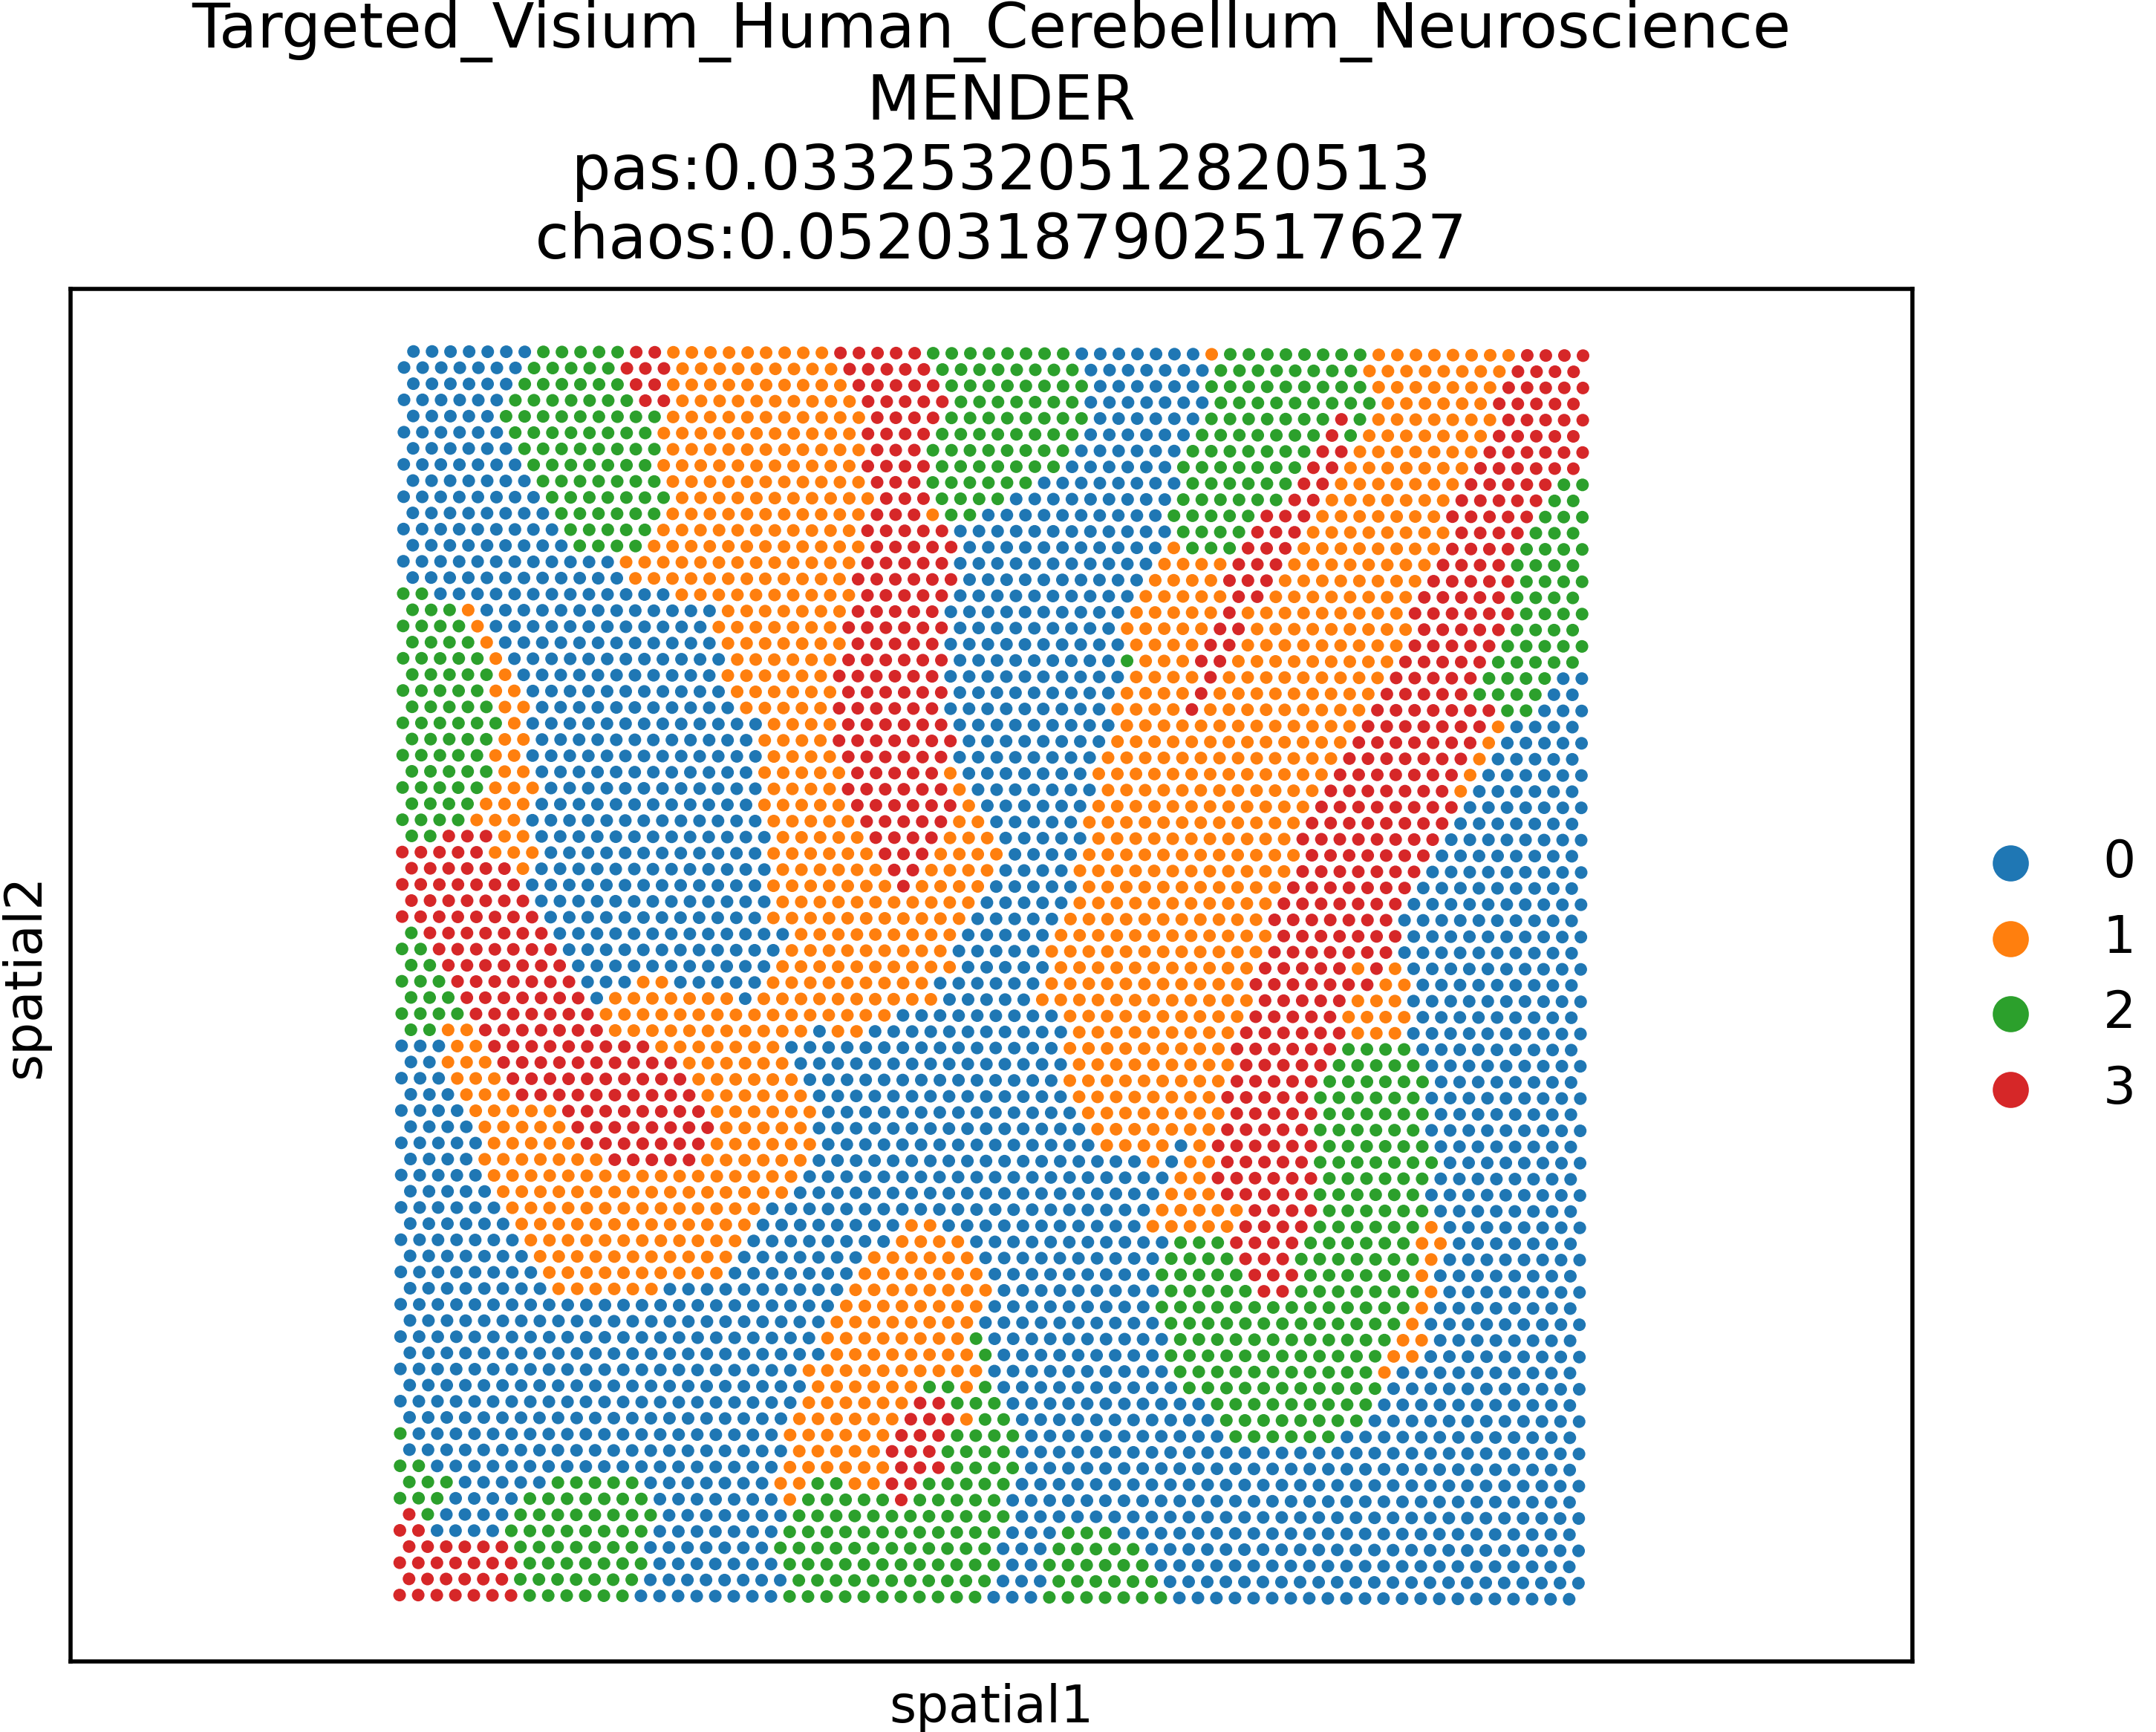 Targeted_Visium_Human_Cerebellum_Neuroscience
MENDER
pas:0.03325320512820513
chaos:0.05203187902517627
spatial2
0
1
2
3
spatial1